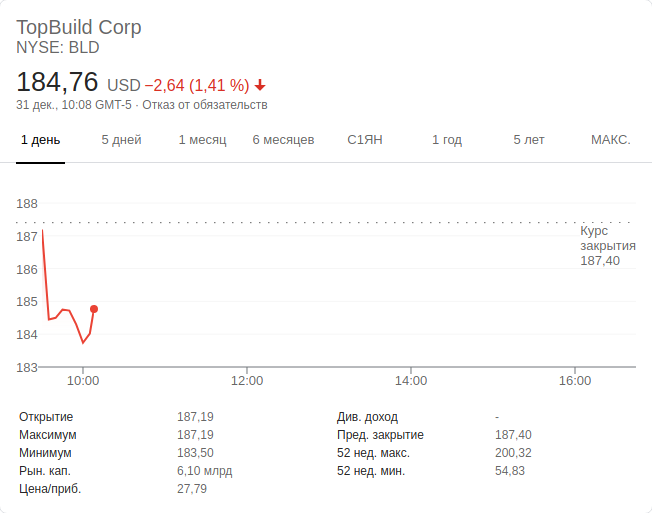 TopBuild Corp
NYSE: BLD
184,76 USD −2,64 (1,41 %)
31 дек., 10:08 GMT-5 · Отказ от обязательств
1 день 5 дней 1 месяц 6 месяцев С1ЯН 1 год 5 лет МАКС.
188
187
186
185
184
183
Курс
закрытия
187,40
10:00 12:00 14:00 16:00
Открытие 187,19 Див. доход -
Максимум 187,19 Пред. закрытие 187,40
Минимум 183,50 52 нед. макс. 200,32
Рын. кап. 6,10 млрд 52 нед. мин. 54,83
Цена/приб. 27,79